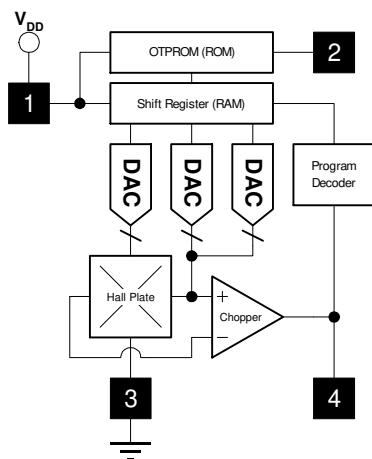 VDD
OTPROM (ROM)
2
1
Shift Register (RAM)
DAC
DAC
DAC
Program
Decoder
Hall Plate
+
Chopper
−
3
4